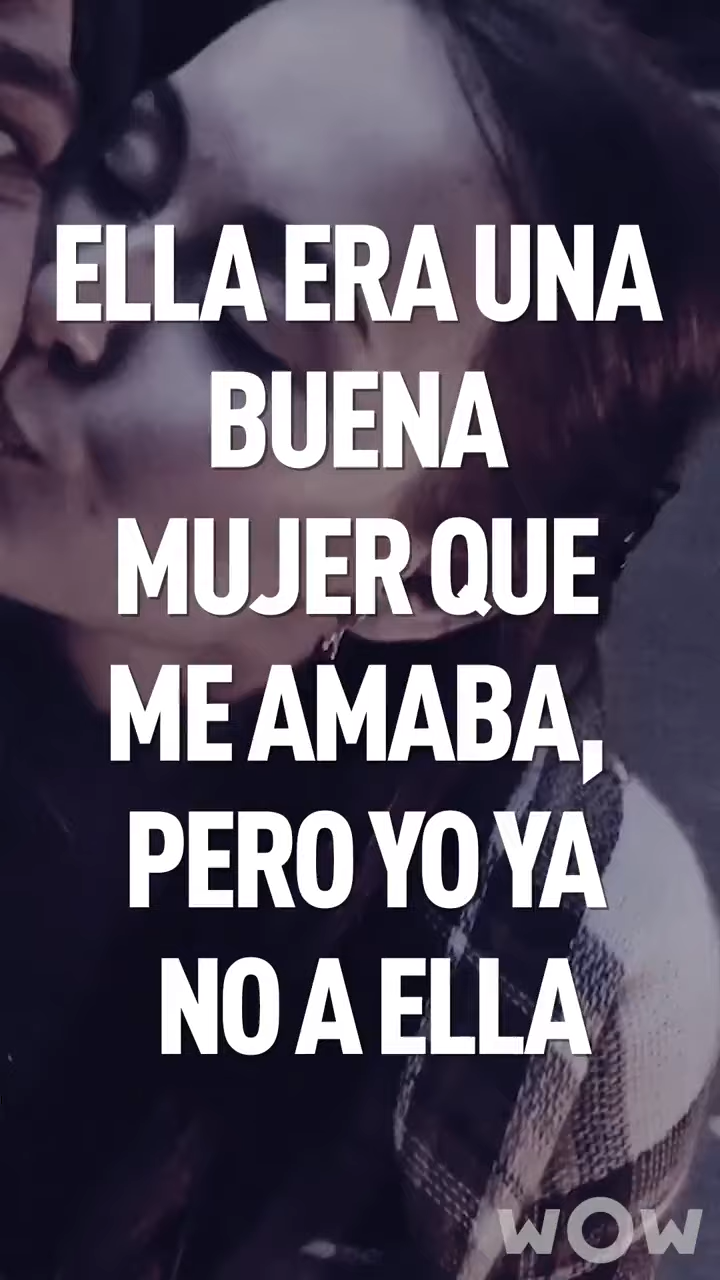 ELLA ERA UNA
BUENA
MUJER QUE
ME AMABA,
PERO YO YA
NO A ELLA
WOW